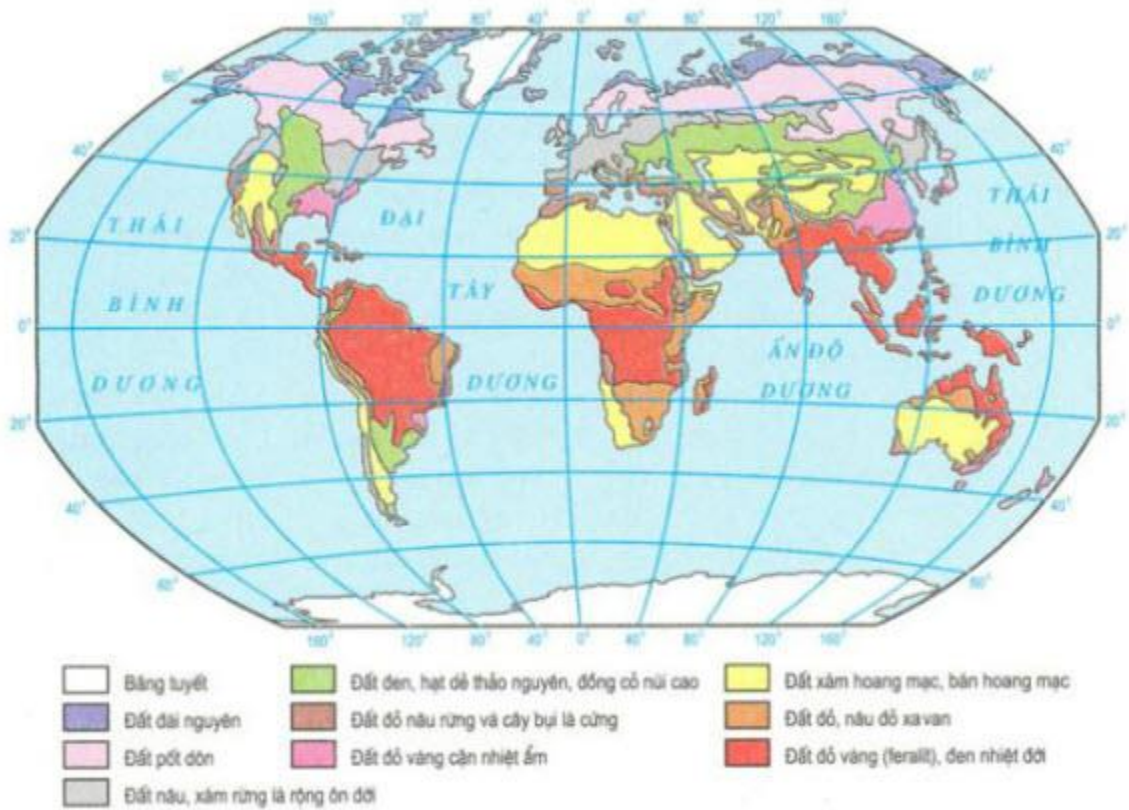 160° 120° 80° 40° 0° 40° 80° 120° 160°
60° 60°
40° 40°
THÁI ĐẠI THÁI
20° 20°
BÌNH
BÌNH TÂY DƯƠNG
0° 0°
ẤN ĐỘ
DƯƠNG DƯƠNG DƯƠNG
20° 20°
40° 40°
60° 60°
160° 120° 80° 40° 0° 40° 80° 120° 160°
Băng tuyết
Đất đài nguyên
Đất pốt dôn
Đất nâu, xám rừng lá rộng ôn đới
Đất đen, hạt dẻ thảo nguyên, đồng cỏ núi cao
Đất đỏ nâu rừng và cây bụi lá cứng
Đất đỏ vàng cận nhiệt ẩm
Đất xám hoang mạc, bán hoang mạc
Đất đỏ, nâu đỏ xavan
Đất đỏ vàng (feralit), đen nhiệt đới